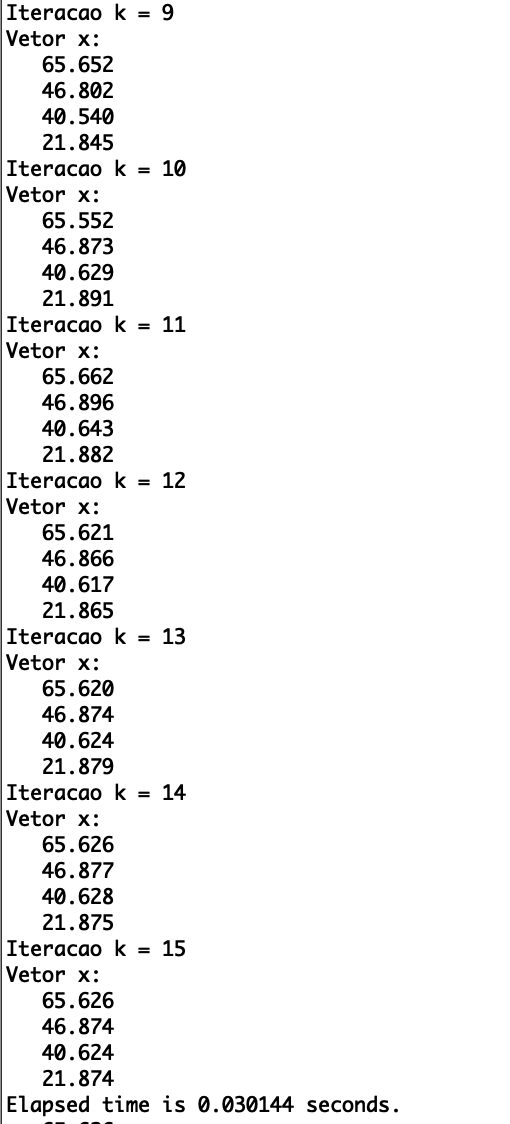 Iteracao k = 9
Vetor x:
65.652
46.802
40.540
21.845
Iteracao k = 10
Vetor x:
65.552
46.873
40.629
21.891
Iteracao k = 11
Vetor x:
65.662
46.896
40.643
21.882
Iteracao k = 12
Vetor x:
65.621
46.866
40.617
21.865
Iteracao k = 13
Vetor x:
65.620
46.874
40.624
21.879
Iteracao k = 14
Vetor x:
65.626
46.877
40.628
21.875
Iteracao k = 15
Vetor x:
65.626
46.874
40.624
21.874
Elapsed time is 0.030144 seconds.